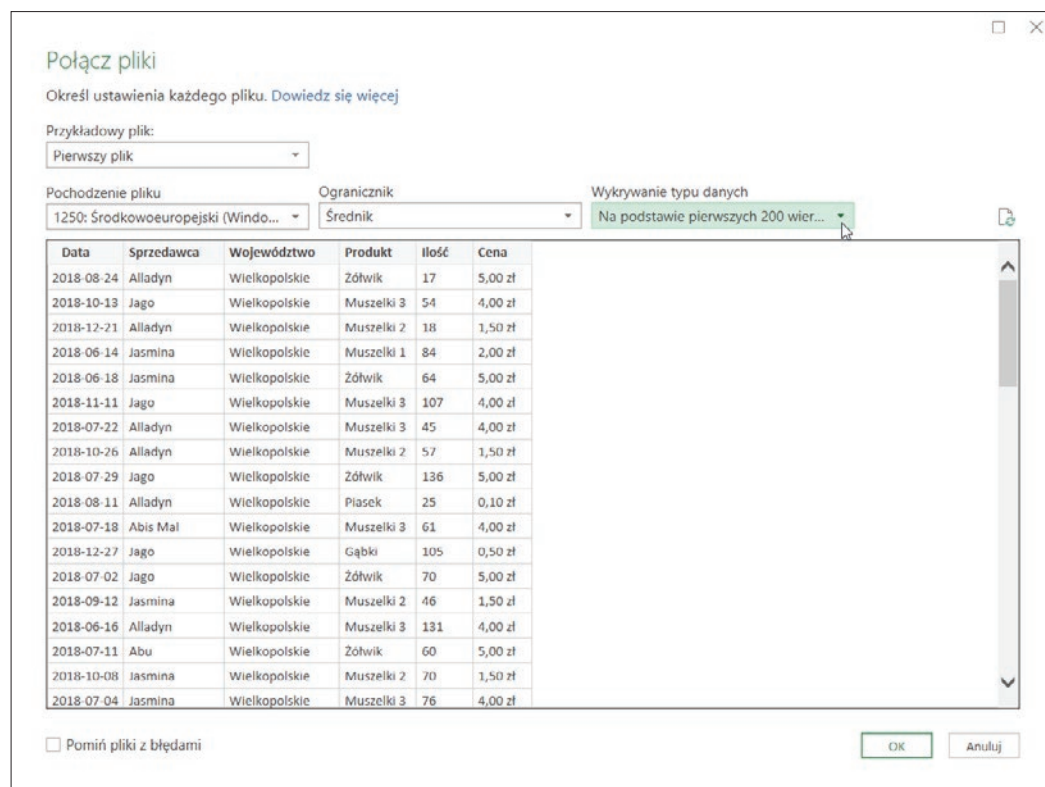 Połącz pliki
Określ ustawienia każdego pliku. Dowiedz się więcej
Przykładowy plik:
Pierwszy plik
Pochodzenie pliku Ogranicznik Wykrywanie typu danych
1250: Środkowoeuropejski (Windo... Średnik Na podstawie pierwszych 200 wier...
Data Sprzedawca Województwo Produkt Ilość Cena
2018-08-24 Alladyn Wielkopolskie Żółwik 17 5,00 zł
2018-10-13 Jago Wielkopolskie Muszelki 3 54 4,00 zł
2018-12-21 Alladyn Wielkopolskie Muszelki 2 18 1,50 zł
2018-06-14 Jasmina Wielkopolskie Muszelki 1 84 2,00 zł
2018-06-18 Jasmina Wielkopolskie Żółwik 64 5,00 zł
2018-11-11 Jago Wielkopolskie Muszelki 3 107 4,00 zł
2018-07-22 Alladyn Wielkopolskie Muszelki 3 45 4,00 zł
2018-10-26 Alladyn Wielkopolskie Muszelki 2 57 1,50 zł
2018-07-29 Jago Wielkopolskie Żółwik 136 5,00 zł
2018-08-11 Alladyn Wielkopolskie Piasek 25 0,10 zł
2018-07-18 Abis Mal Wielkopolskie Muszelki 3 61 4,00 zł
2018-12-27 Jago Wielkopolskie Gąbki 105 0,50 zł
2018-07-02 Jago Wielkopolskie Żółwik 70 5,00 zł
2018-09-12 Jasmina Wielkopolskie Muszelki 2 46 1,50 zł
2018-06-16 Alladyn Wielkopolskie Muszelki 3 131 4,00 zł
2018-07-11 Abu Wielkopolskie Żółwik 60 5,00 zł
2018-10-08 Jasmina Wielkopolskie Muszelki 2 70 1,50 zł
2018-07-04 Jasmina Wielkopolskie Muszelki 3 76 4,00 zł
Pomiń pliki z błędami OK Anuluj